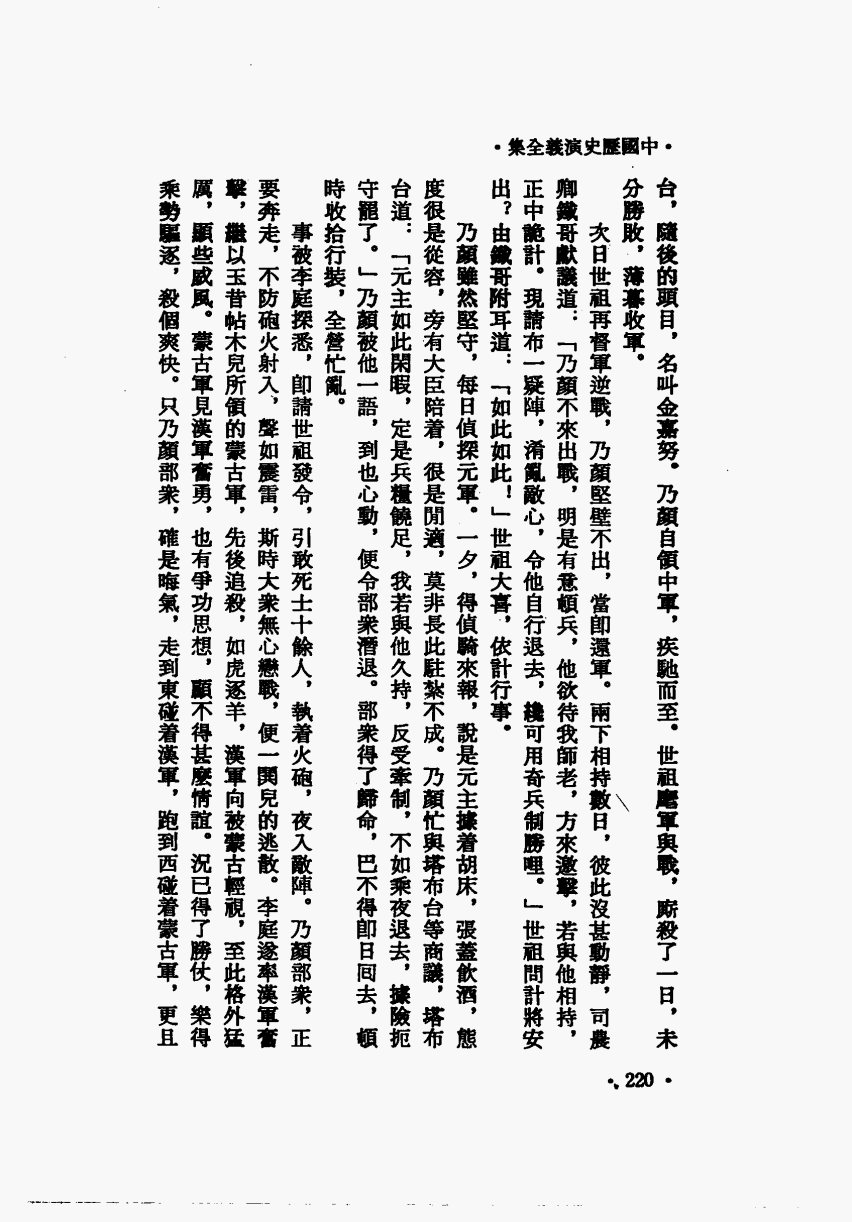 •中國歷史演義全集•
台，隨後的頭目，名叫金嘉努。乃顏自領中軍，疾馳而至。世祖麾軍與戰，廝殺了一日，未
分勝敗，薄暮收軍。
次日世祖再督軍逆戰，乃顏堅壁不出，當卽還軍。兩下相持數日，彼此沒甚動靜，司農
卿鐵哥獻議道：「乃顏不來出戰，明是有意頓兵，他欲待我師老，方來邀擊，若與他相持，
正中詭計。現請布一疑陣，淆亂敵心，令他自行退去，纔可用奇兵制勝哩。」世祖問計將安
出？由鐵哥附耳道：「如此如此！」世祖大喜，依計行事。
乃顏雖然堅守，每日偵探元軍。一夕，得偵騎來報，說是元主據着胡床，張蓋飲酒，態
度很是從容，旁有大臣陪着，很是閒適，莫非長此駐紮不成。乃顏忙與塔布台等商議，塔布
台道：「元主如此閑暇，定是兵糧饒足，我若與他久持，反受牽制，不如乘夜退去，據險扼
守罷了。」乃顏被他一語，到也心動，便令部衆潛退。部衆得了歸命，巴不得卽日回去，頓
時收拾行裝，全營忙亂。
事被李庭探悉，卽請世祖發令，引敢死士十餘人，執着火砲，夜入敵陣。乃顏部衆，正
要奔走，不防砲火射入，聲如震雷，斯時大衆無心戀戰，便一鬨兒的逃散。李庭遂率漢軍奮
擊，繼以玉昔帖木兒所領的蒙古軍，先後追殺，如虎逐羊，漢軍向被蒙古輕視，至此格外猛
厲，顯些威風。蒙古軍見漢軍奮勇，也有爭功思想，顧不得甚麼情誼。況已得了勝仗，樂得
乘勢驅逐，殺個爽快。只乃顏部衆，確是晦氣，走到東碰着漢軍，跑到西碰着蒙古軍，更且
•220•